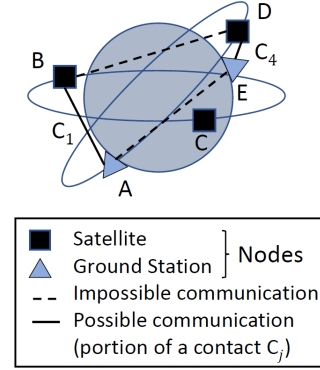 D
B
C4
E
C1
C
A
Satellite
Ground Station
Nodes
Impossible communication
Possible communication
(portion of a contact Cj)